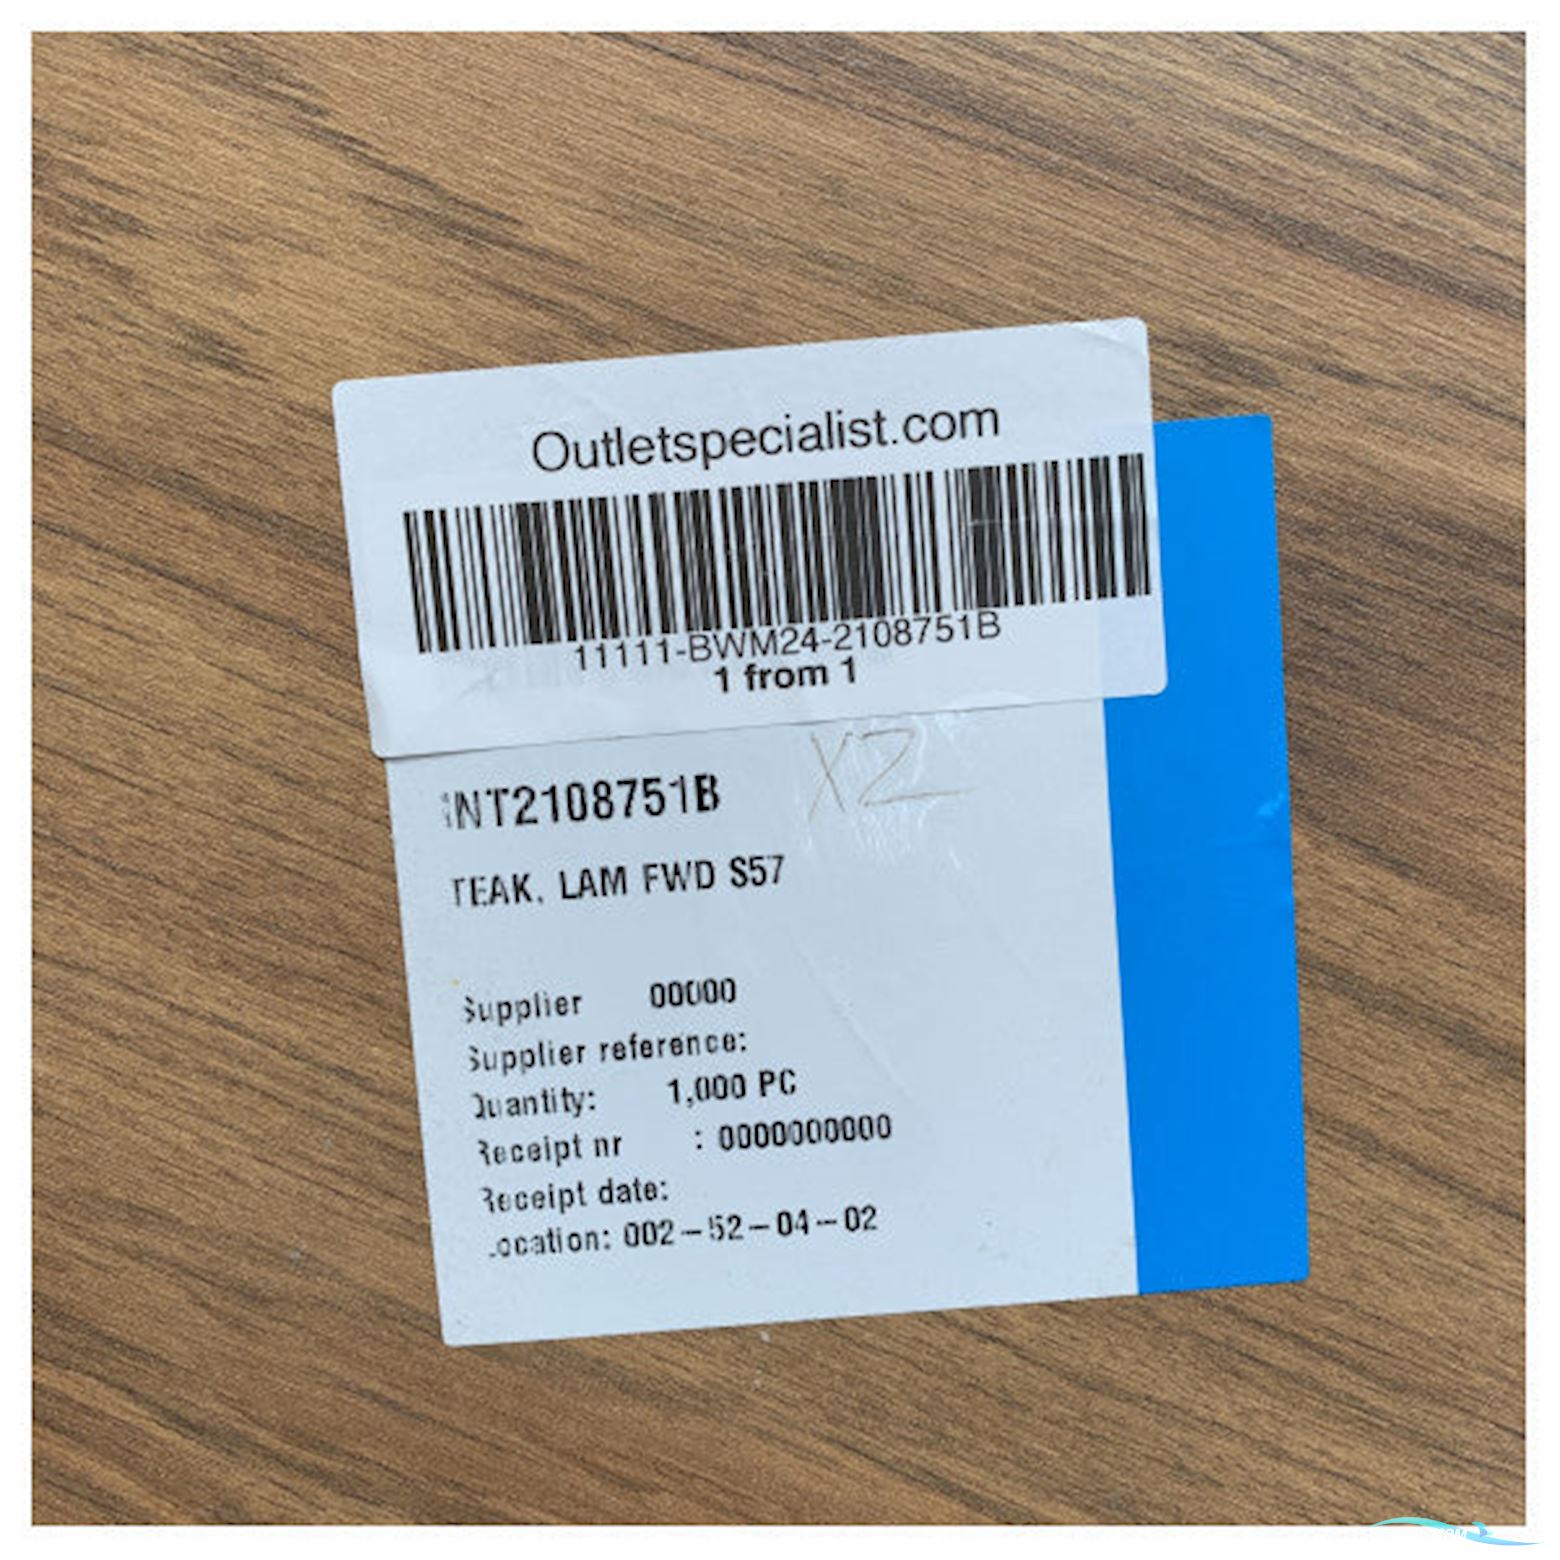 Outletspecialist.com
11111-BWM24-2108751B
1 from 1
X2
INT2108751B
TEAK, LAM FWD S57
Supplier 00000
Supplier reference:
Quantity: 1,000 PC
Receipt nr : 0000000000
Receipt date:
Location: 002-52-04-02